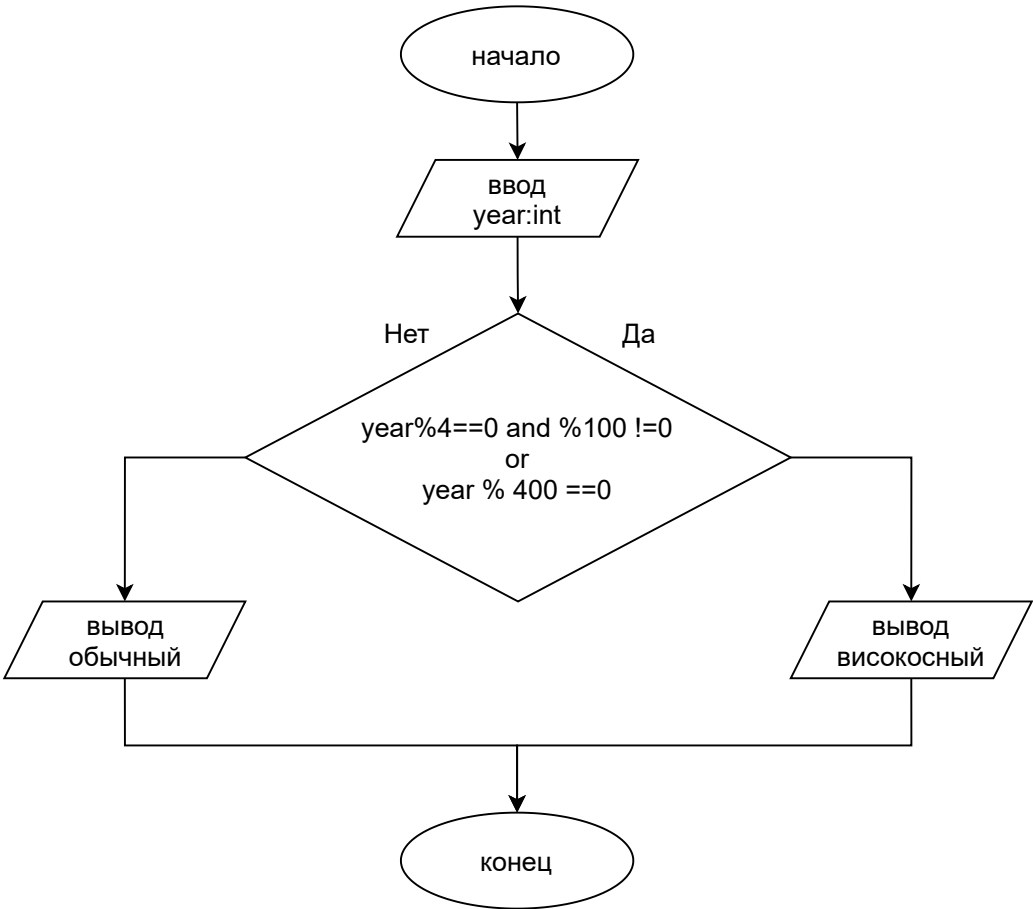 начало
ввод
year:int
Нет
Да
year%4==0 and %100 !=0
or
year % 400 ==0
вывод
обычный
вывод
високосный
конец